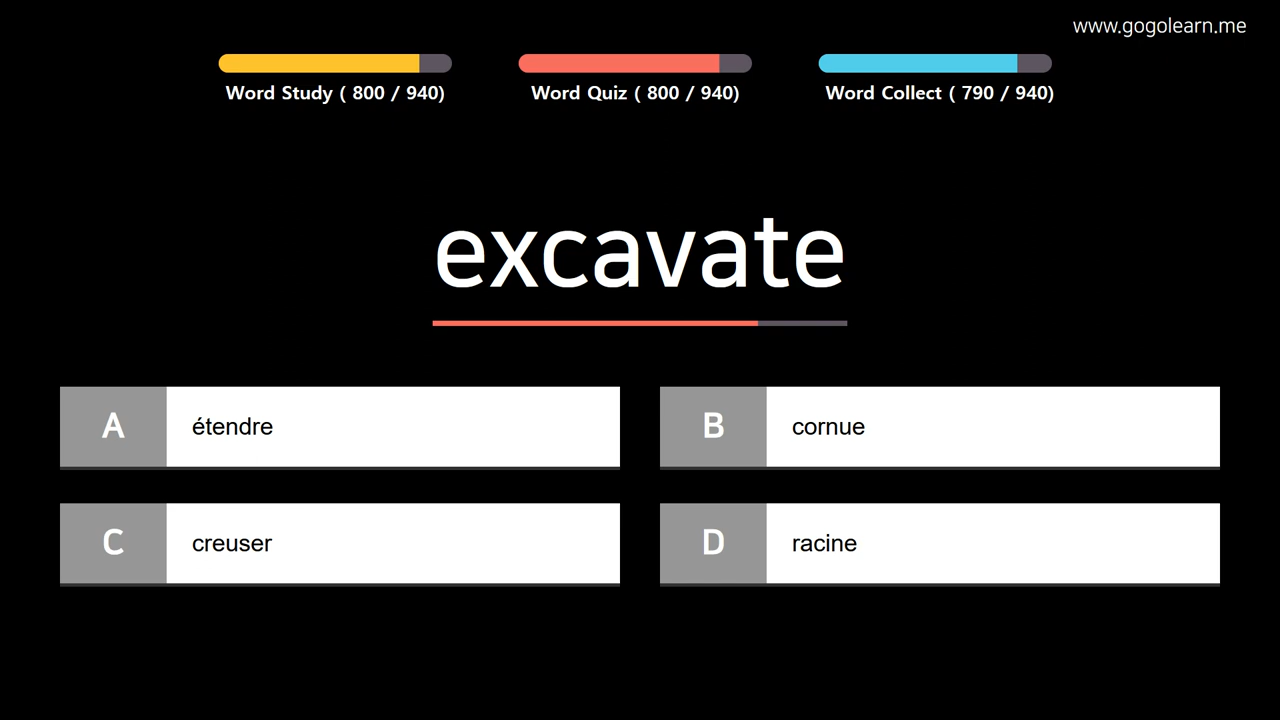 www.gogolearn.me
Word Study ( 800 / 940)
Word Quiz ( 800 / 940)
Word Collect ( 790 / 940)
excavate
A étendre
B cornue
C creuser
D racine